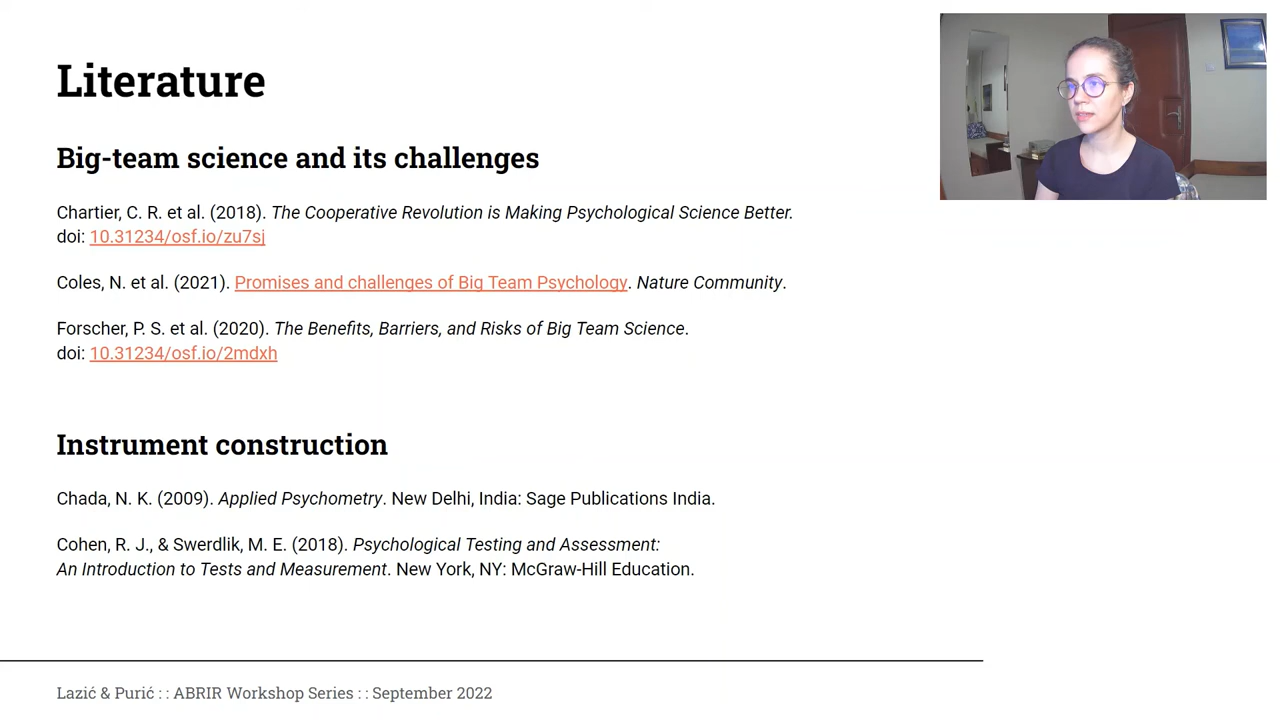 Literature
Big-team science and its challenges
Chartier, C. R. et al. (2018). The Cooperative Revolution is Making Psychological Science Better.
doi: 10.31234/osf.io/zu7sj
Coles, N. et al. (2021). Promises and challenges of Big Team Psychology. Nature Community.
Forscher, P. S. et al. (2020). The Benefits, Barriers, and Risks of Big Team Science.
doi: 10.31234/osf.io/2mdxh
Instrument construction
Chada, N. K. (2009). Applied Psychometry. New Delhi, India: Sage Publications India.
Cohen, R. J., & Swerdlik, M. E. (2018). Psychological Testing and Assessment:
An Introduction to Tests and Measurement. New York, NY: McGraw-Hill Education.
Lazić & Purić : : ABRIR Workshop Series : : September 2022